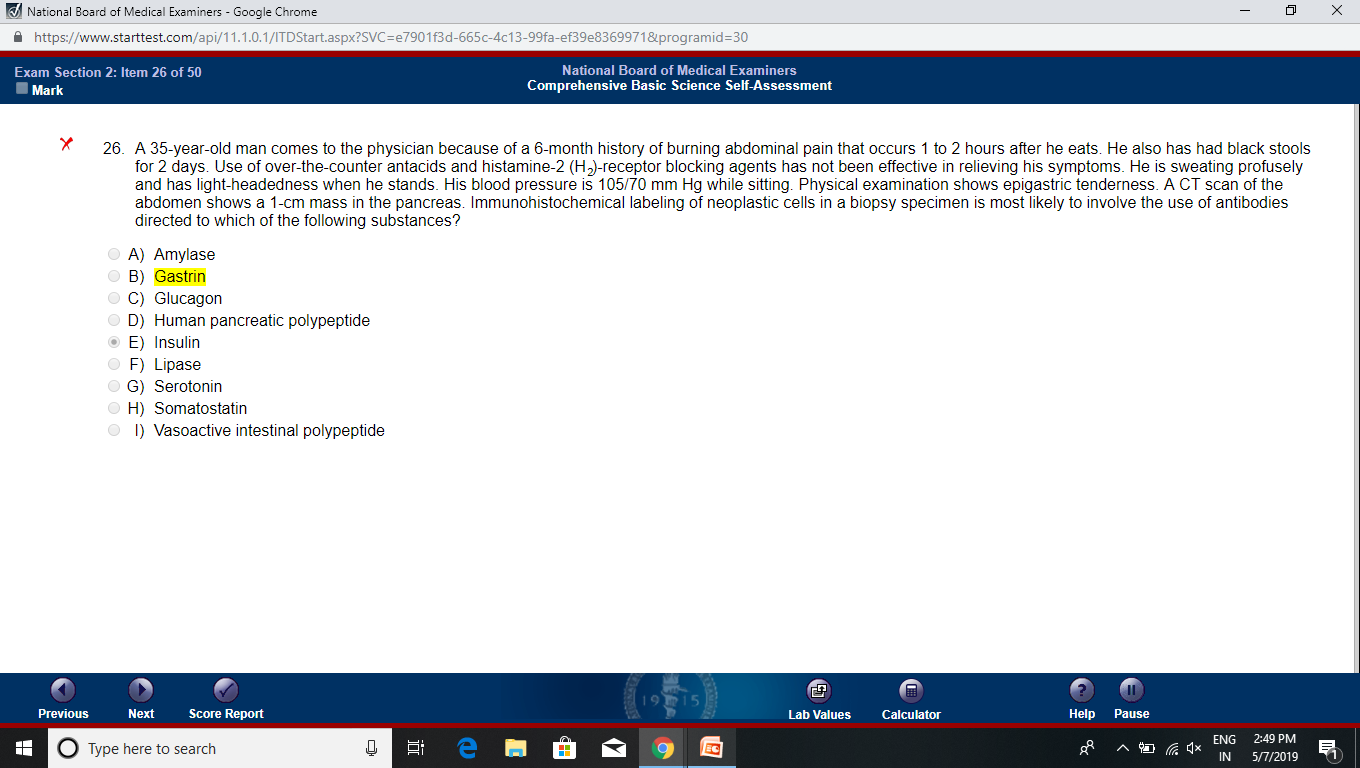 National Board of Medical Examiners - Google Chrome
https://www.starttest.com/api/11.1.0.1/ITDStart.aspx?SVC=e7901f3d-665c-4c13-99fa-ef39e8369971&programid=30
Exam Section 2: Item 26 of 50
National Board of Medical Examiners
Mark
Comprehensive Basic Science Self-Assessment
26. A 35-year-old man comes to the physician because of a 6-month history of burning abdominal pain that occurs 1 to 2 hours after he eats. He also has had black stools
for 2 days. Use of over-the-counter antacids and histamine-2 (H₂)-receptor blocking agents has not been effective in relieving his symptoms. He is sweating profusely
and has light-headedness when he stands. His blood pressure is 105/70 mm Hg while sitting. Physical examination shows epigastric tenderness. A CT scan of the
abdomen shows a 1-cm mass in the pancreas. Immunohistochemical labeling of neoplastic cells in a biopsy specimen is most likely to involve the use of antibodies
directed to which of the following substances?
A) Amylase
B) Gastrin
C) Glucagon
D) Human pancreatic polypeptide
E) Insulin
F) Lipase
G) Serotonin
H) Somatostatin
I) Vasoactive intestinal polypeptide
19 15
Previous Next Score Report Lab Values Calculator Help Pause
Type here to search
ENG
IN
2:49 PM
5/7/2019
1